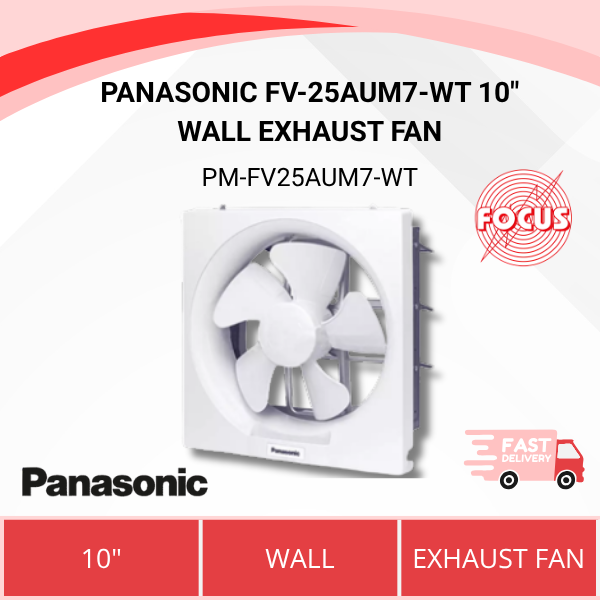 PANASONIC FV-25AUM7-WT 10"
WALL EXHAUST FAN
PM-FV25AUM7-WT
FOCUS
Panasonic
FAST
DELIVERY
Panasonic
10"
WALL
EXHAUST FAN